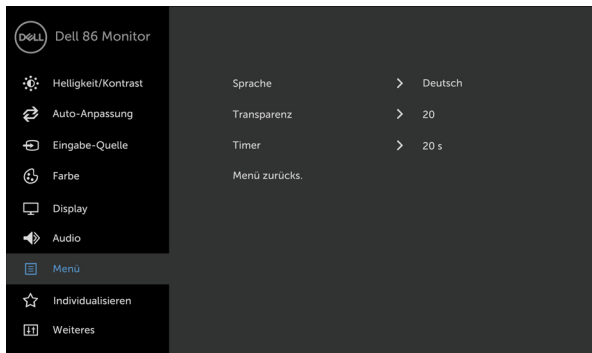 DELL Dell 86 Monitor
Helligkeit/Kontrast
Auto-Anpassung
Eingabe-Quelle
Farbe
Display
Audio
Menü
Individualisieren
Weiteres
Sprache > Deutsch
Transparenz > 20
Timer > 20 s
Menü zurücks.